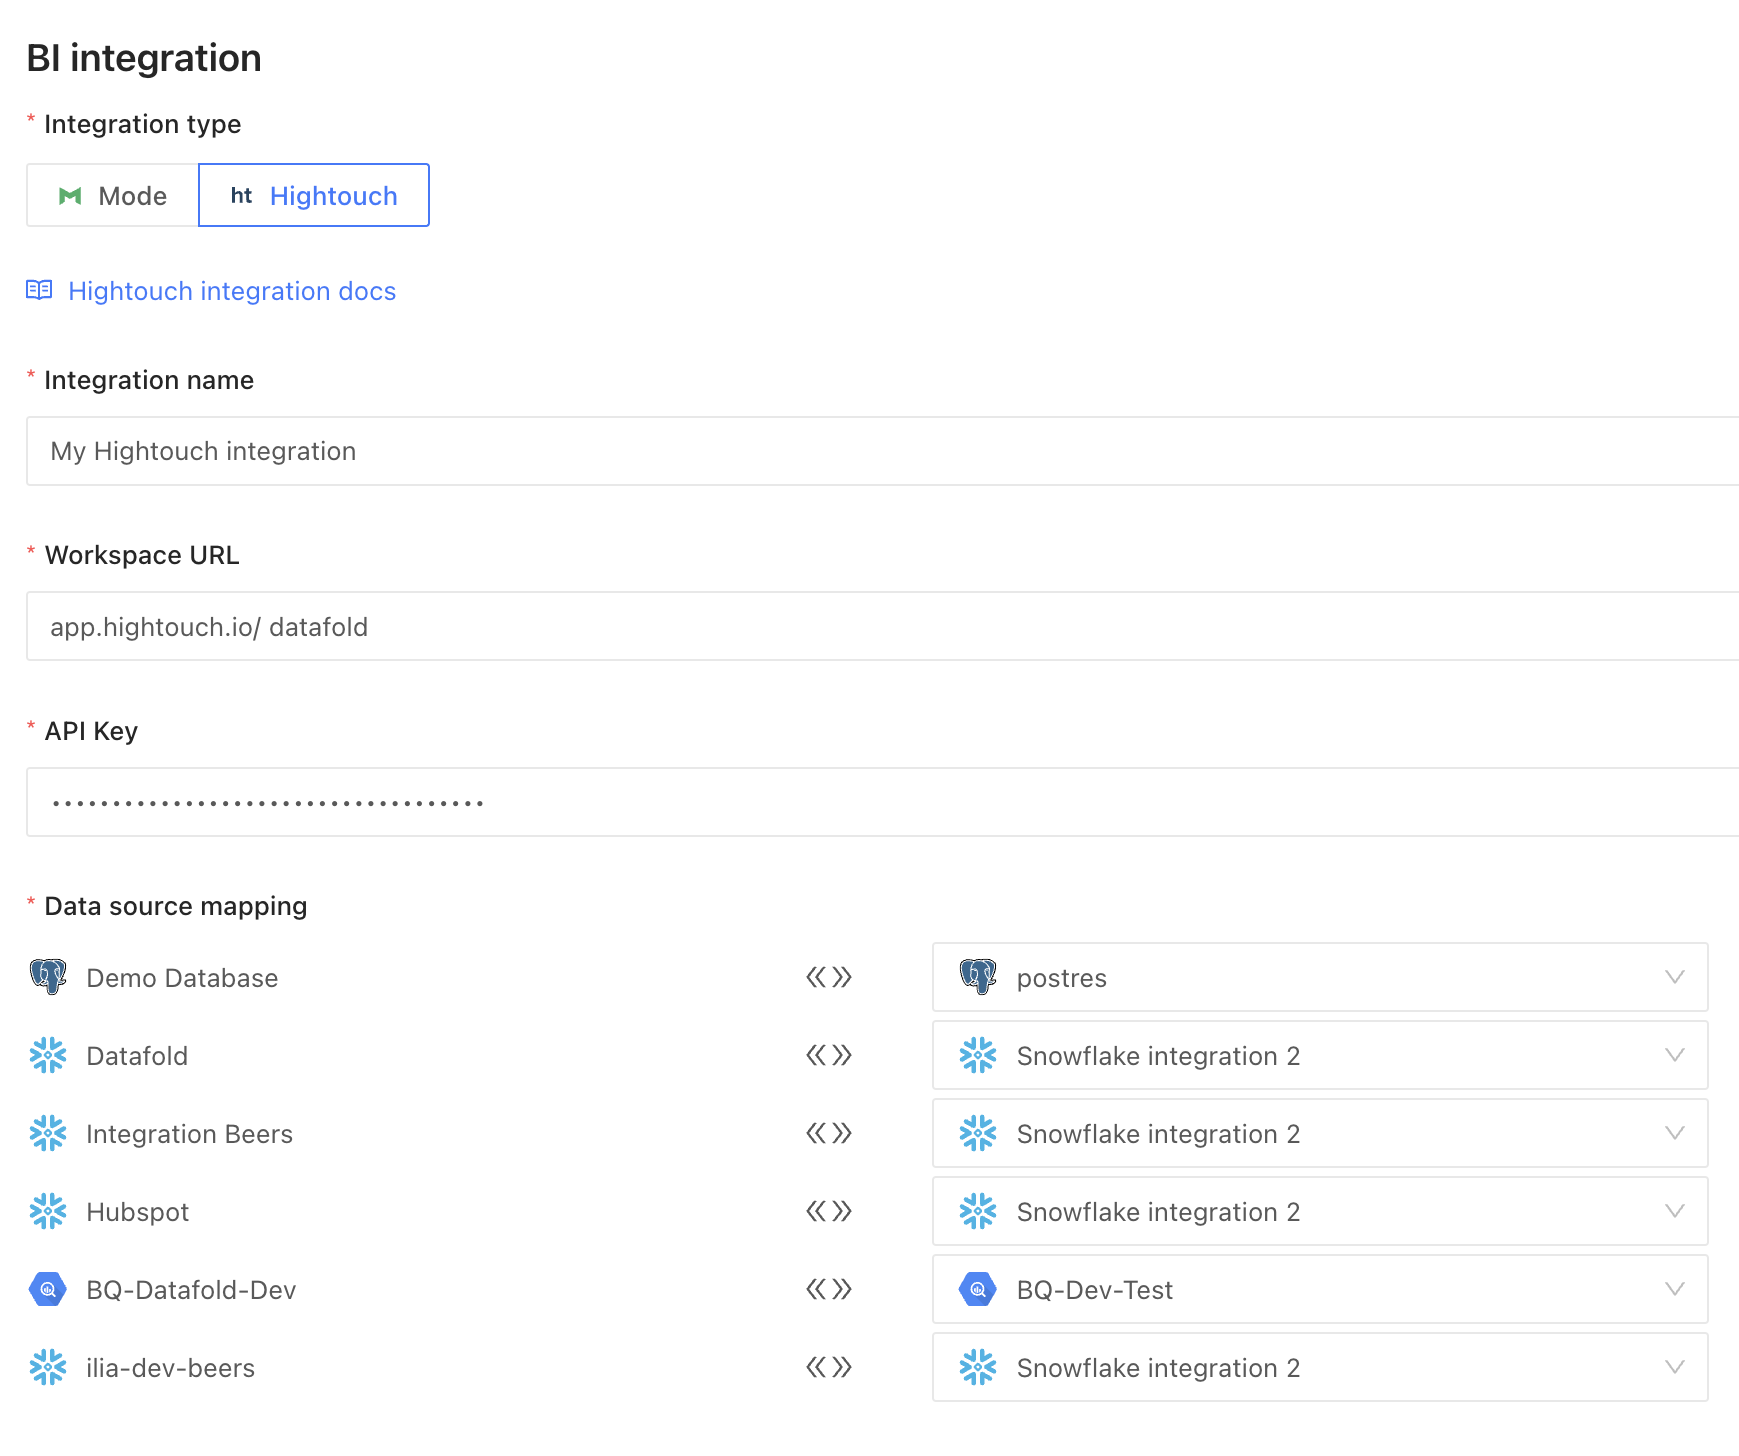 BI integration
* Integration type
Mode
ht Hightouch
Hightouch integration docs
* Integration name
My Hightouch integration
* Workspace URL
app.hightouch.io/ datafold
* API Key
••••••••••••••••••••••••••••••••••••
* Data source mapping
Demo Database
postres
Datafold
Snowflake integration 2
Integration Beers
Snowflake integration 2
Hubspot
Snowflake integration 2
BQ-Datafold-Dev
BQ-Dev-Test
ilia-dev-beers
Snowflake integration 2